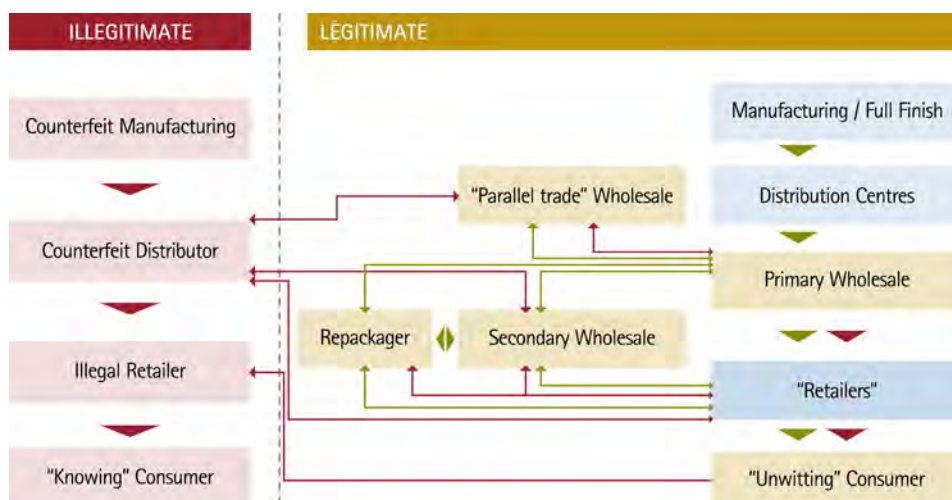 ILLEGITIMATE
LEGITIMATE
Counterfeit Manufacturing
Manufacturing / Full Finish
"Parallel trade" Wholesale
Distribution Centres
Counterfeit Distributor
Primary Wholesale
Repackager
Secondary Wholesale
Illegal Retailer
"Retailers"
"Knowing" Consumer
"Unwitting" Consumer